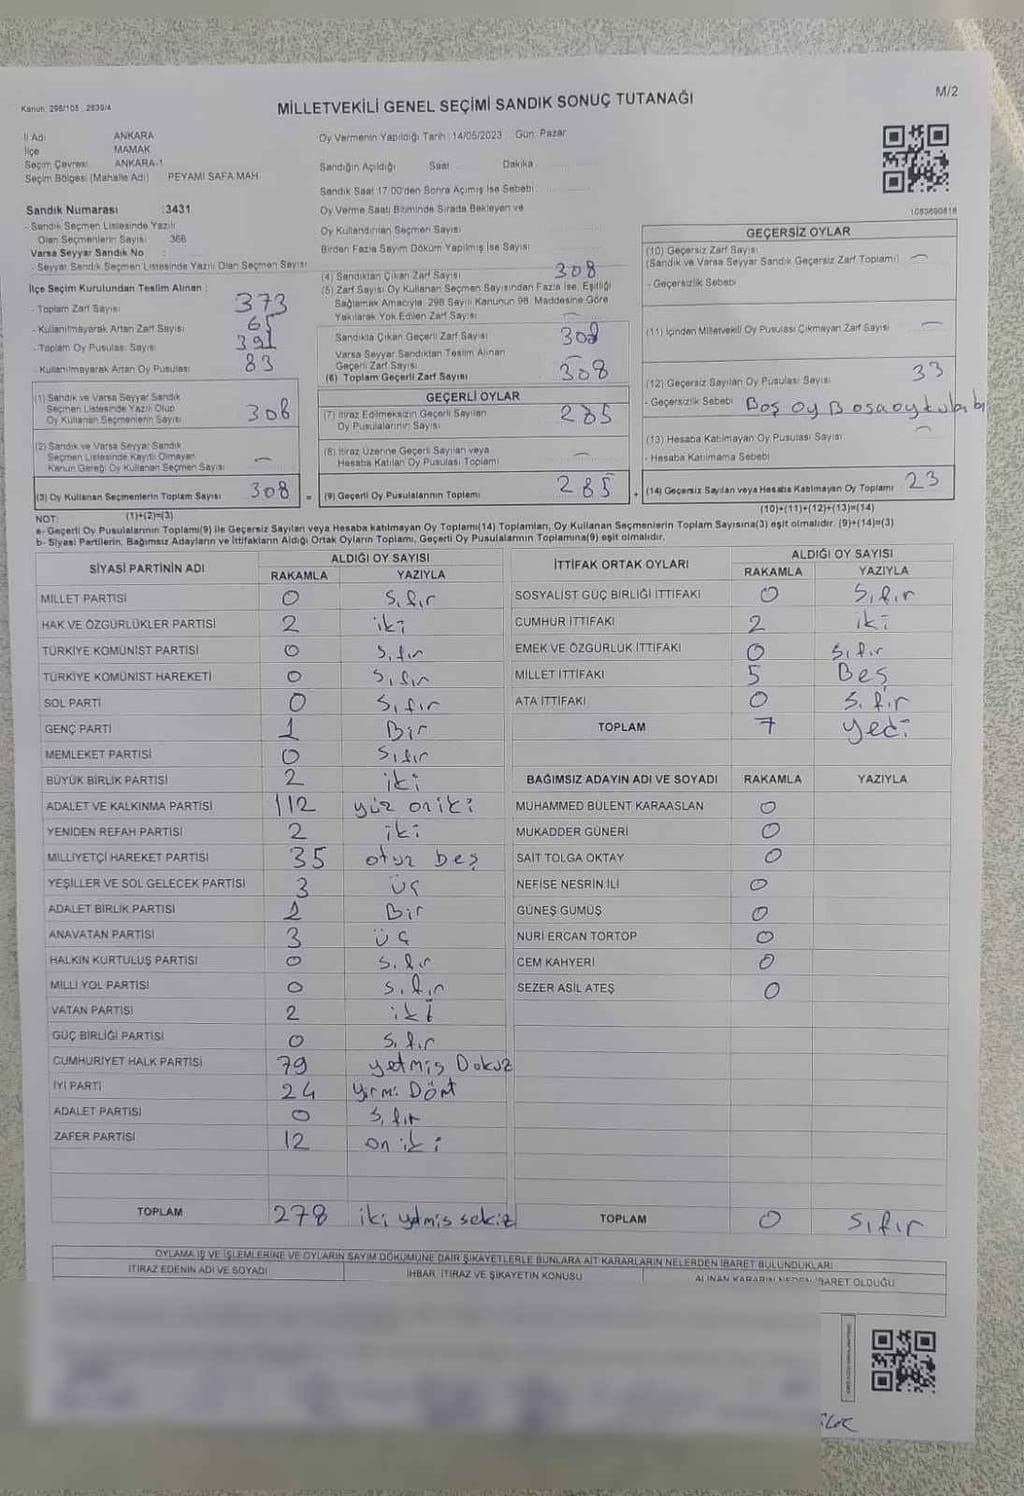 M/2
Kanun: 298/105 , 2839/4
MİLLETVEKİLİ GENEL SEÇİMİ SANDIK SONUÇ TUTANAĞI
İl Adı ANKARA
İlçe MAMAK
Seçim Çevresi ANKARA-1
Seçim Bölgesi (Mahalle Adı) PEYAMİ SAFA MAH
Sandık Numarası :3431
- Sandık Seçmen Listesinde Yazılı
Olan Seçmenlerin Sayısı 366
Varsa Seyyar Sandık No :
- Seyyar Sandık Seçmen Listesinde Yazılı Olan Seçmen Sayısı
İlçe Seçim Kurulundan Teslim Alınan :
- Toplam Zarf Sayısı 373
- Kullanılmayarak Artan Zarf Sayısı 65
- Toplam Oy Pusulası Sayısı 391
- Kullanılmayarak Artan Oy Pusulası 83
(1) Sandık ve Varsa Seyyar Sandık
Seçmen Listesinde Yazılı Olup
Oy Kullanan Seçmenlerin Sayısı 308
(2) Sandık ve Varsa Seyyar Sandık
Seçmen Listesinde Kayıtlı Olmayan
Kanun Gereği Oy Kullanan Seçmen Sayısı —
(3) Oy Kullanan Seçmenlerin Toplam Sayısı 308
(1)+(2)=(3)
Oy Vermenin Yapıldığı Tarih : 14/05/2023 Gün: Pazar
Sandığın Açıldığı Saat Dakika
Sandık Saat 17:00'den Sonra Açılmış İse Sebebi
Oy Verme Saati Bitiminde Sırada Bekleyen ve
Oy Kullandırılan Seçmen Sayısı
Birden Fazla Sayım Döküm Yapılmış İse Sayısı
(4) Sandıktan Çıkan Zarf Sayısı 308
(5) Zarf Sayısı Oy Kullanan Seçmen Sayısından Fazla İse, Eşitliği
Sağlamak Amacıyla, 298 Sayılı Kanunun 98. Maddesine Göre
Yakılarak Yok Edilen Zarf Sayısı —
Sandıkta Çıkan Geçerli Zarf Sayısı 308
Varsa Seyyar Sandıktan Teslim Alınan
Geçerli Zarf Sayısı —
(6) Toplam Geçerli Zarf Sayısı 308
GEÇERLİ OYLAR
(7) İtiraz Edilmeksizin Geçerli Sayılan
Oy Pusulalarının Sayısı 285
(8) İtiraz Üzerine Geçerli Sayılan veya
Hesaba Katılan Oy Pusulası Toplamı —
= (9) Geçerli Oy Pusulalarının Toplamı 285
1083690818
GEÇERSİZ OYLAR
(10) Geçersiz Zarf Sayısı
(Sandık ve Varsa Seyyar Sandık Geçersiz Zarf Toplamı) —
- Geçersizlik Sebebi
(11) İçinden Milletvekili Oy Pusulası Çıkmayan Zarf Sayısı —
(12) Geçersiz Sayılan Oy Pusulası Sayısı 33
- Geçersizlik Sebebi Boş oy
(13) Hesaba Katılmayan Oy Pusulası Sayısı —
- Hesaba Katılmama Sebebi
+ (14) Geçersiz Sayılan veya Hesaba Katılmayan Oy Toplamı 23
(10)+(11)+(12)+(13)=(14)
NOT:
a- Geçerli Oy Pusulalarının Toplamı(9) ile Geçersiz Sayılan veya Hesaba katılmayan Oy Toplamı(14) Toplamları, Oy Kullanan Seçmenlerin Toplam Sayısına(3) eşit olmalıdır. (9)+(14)=(3)
b- Siyasi Partilerin, Bağımsız Adayların ve İttifakların Aldığı Ortak Oyların Toplamı, Geçerli Oy Pusulalarının Toplamına(9) eşit olmalıdır.
SİYASİ PARTİNİN ADI ALDIĞI OY SAYISI
RAKAMLA YAZIYLA
MİLLET PARTİSİ 0 Sıfır
HAK VE ÖZGÜRLÜKLER PARTİSİ 2 iki
TÜRKİYE KOMÜNİST PARTİSİ 0 Sıfır
TÜRKİYE KOMÜNİST HAREKETİ 0 Sıfır
SOL PARTİ 0 Sıfır
GENÇ PARTİ 1 Bir
MEMLEKET PARTİSİ 0 Sıfır
BÜYÜK BİRLİK PARTİSİ 2 iki
ADALET VE KALKINMA PARTİSİ 112 yüz oniki
YENİDEN REFAH PARTİSİ 2 iki
MİLLİYETÇİ HAREKET PARTİSİ 35 otuz beş
YEŞİLLER VE SOL GELECEK PARTİSİ 3 üç
ADALET BİRLİK PARTİSİ 1 Bir
ANAVATAN PARTİSİ 3 üç
HALKIN KURTULUŞ PARTİSİ 0 Sıfır
MİLLİ YOL PARTİSİ 0 Sıfır
VATAN PARTİSİ 2 iki
GÜÇ BİRLİĞİ PARTİSİ 0 Sıfır
CUMHURİYET HALK PARTİSİ 79 yetmiş Dokuz
İYİ PARTİ 24 yirmi Dört
ADALET PARTİSİ 0 Sıfır
ZAFER PARTİSİ 12 on iki
TOPLAM 278 iki yetmiş sekiz
İTTİFAK ORTAK OYLARI ALDIĞI OY SAYISI
RAKAMLA YAZIYLA
SOSYALİST GÜÇ BİRLİĞİ İTTİFAKI 0 Sıfır
CUMHUR İTTİFAKI 2 iki
EMEK VE ÖZGÜRLÜK İTTİFAKI 0 Sıfır
MİLLET İTTİFAKI 5 Beş
ATA İTTİFAKI 0 Sıfır
TOPLAM 7 yedi
BAĞIMSIZ ADAYIN ADI VE SOYADI RAKAMLA YAZIYLA
MUHAMMED BÜLENT KARAASLAN 0
MUKADDER GÜNERİ 0
SAİT TOLGA OKTAY 0
NEFİSE NESRİN İLİ 0
GÜNEŞ GÜMÜŞ 0
NURİ ERCAN TORTOP 0
CEM KAHYERİ 0
SEZER ASİL ATEŞ 0
TOPLAM 0 Sıfır
OYLAMA İŞ VE İŞLEMLERİNE VE OYLARIN SAYIM DÖKÜMÜNE DAİR ŞİKAYETLERLE BUNLARA AİT KARARLARIN NELERDEN İBARET BULUNDUKLARI
İTİRAZ EDENİN ADI VE SOYADI İHBAR, İTİRAZ VE ŞİKAYETİN KONUSU ALINAN KARARIN NEDEN İBARET OLDUĞU